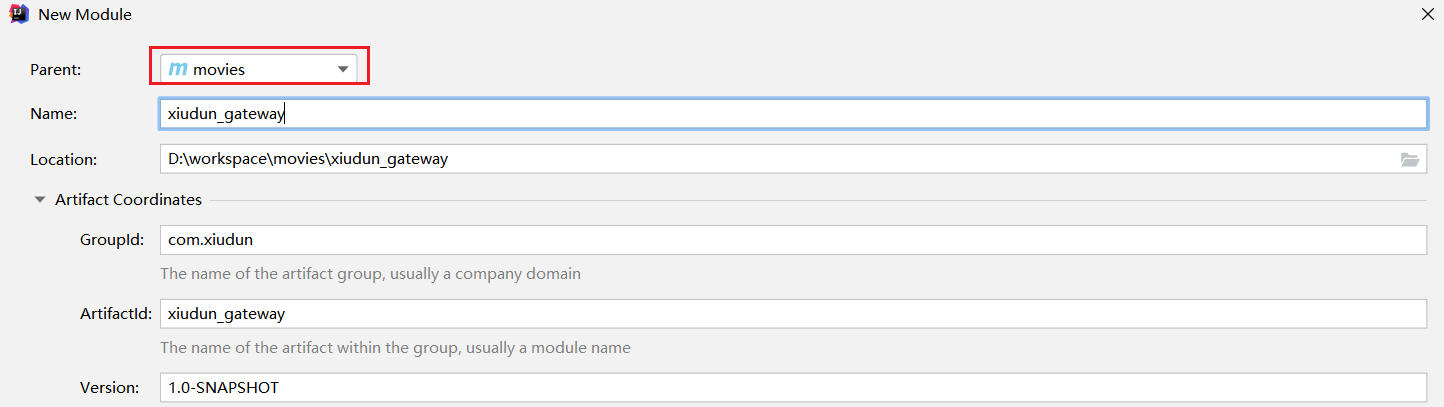 New Module
Parent: m movies
Name: xiudun_gateway
Location: D:\workspace\movies\xiudun_gateway
Artifact Coordinates
GroupId: com.xiudun
The name of the artifact group, usually a company domain
ArtifactId: xiudun_gateway
The name of the artifact within the group, usually a module name
Version: 1.0-SNAPSHOT